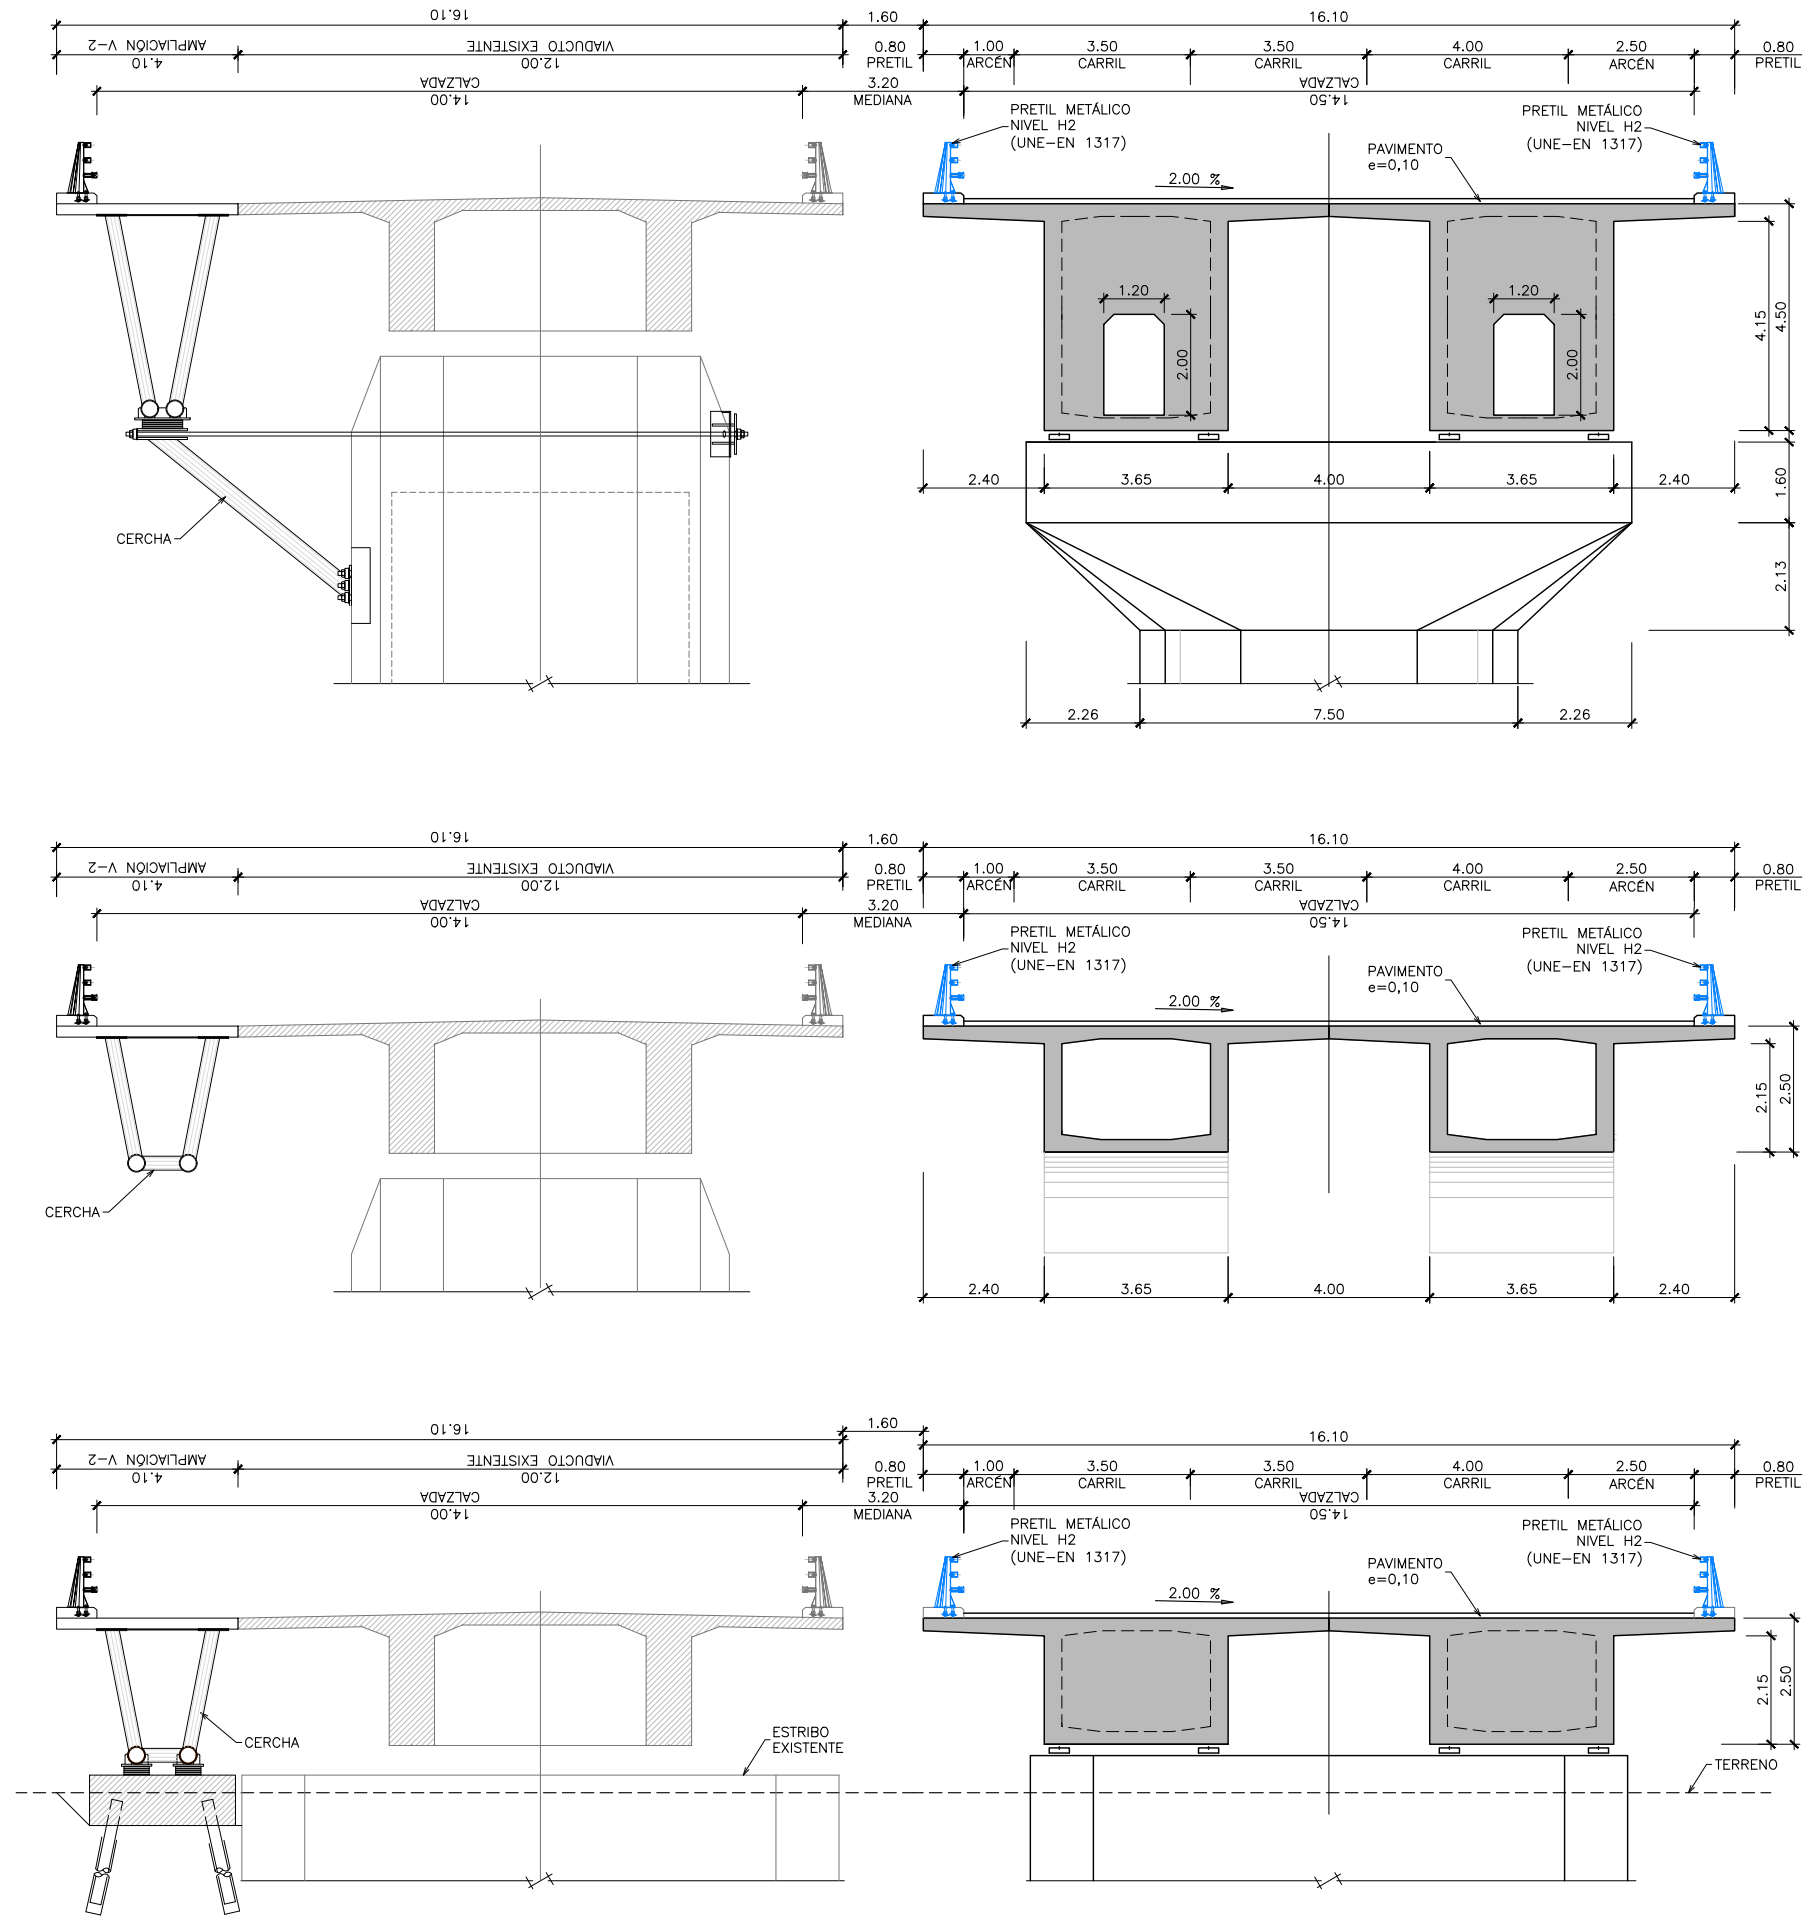 16.10
1.60
16.10
AMPLIACIÓN V-2
VIADUCTO EXISTENTE
4.10
12.00
0.80
PRETIL
1.00
ARCÉN
3.50
CARRIL
3.50
CARRIL
4.00
CARRIL
2.50
ARCÉN
0.80
PRETIL
CALZADA
14.00
3.20
MEDIANA
CALZADA
14.50
PRETIL METÁLICO
NIVEL H2
(UNE-EN 1317)
PRETIL METÁLICO
NIVEL H2
(UNE-EN 1317)
PAVIMENTO
e=0,10
2.00 %
1.20
2.00
1.20
2.00
4.15
4.50
CERCHA
2.40
3.65
4.00
3.65
2.40
1.60
2.13
2.26
7.50
2.26
16.10
1.60
16.10
AMPLIACIÓN V-2
VIADUCTO EXISTENTE
4.10
12.00
0.80
PRETIL
1.00
ARCÉN
3.50
CARRIL
3.50
CARRIL
4.00
CARRIL
2.50
ARCÉN
0.80
PRETIL
CALZADA
14.00
3.20
MEDIANA
CALZADA
14.50
PRETIL METÁLICO
NIVEL H2
(UNE-EN 1317)
PRETIL METÁLICO
NIVEL H2
(UNE-EN 1317)
PAVIMENTO
e=0,10
2.00 %
2.15
2.50
CERCHA
2.40
3.65
4.00
3.65
2.40
16.10
1.60
16.10
AMPLIACIÓN V-2
VIADUCTO EXISTENTE
4.10
12.00
0.80
PRETIL
1.00
ARCÉN
3.50
CARRIL
3.50
CARRIL
4.00
CARRIL
2.50
ARCÉN
0.80
PRETIL
CALZADA
14.00
3.20
MEDIANA
CALZADA
14.50
PRETIL METÁLICO
NIVEL H2
(UNE-EN 1317)
PRETIL METÁLICO
NIVEL H2
(UNE-EN 1317)
PAVIMENTO
e=0,10
2.00 %
2.15
2.50
CERCHA
ESTRIBO
EXISTENTE
TERRENO